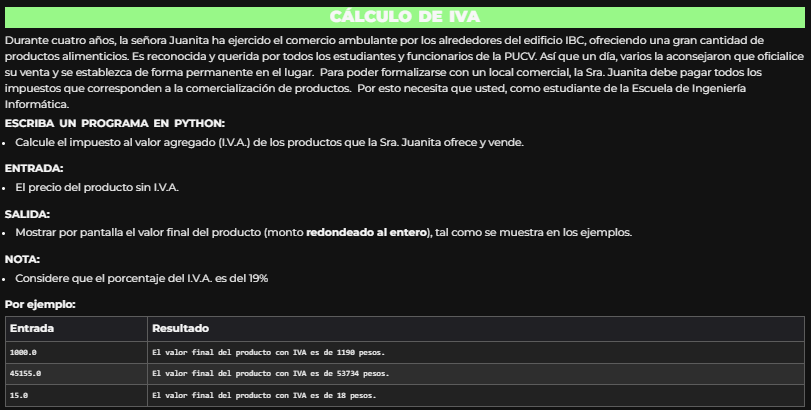 CÁLCULO DE IVA
Durante cuatro años, la señora Juanita ha ejercido el comercio ambulante por los alrededores del edificio IBC, ofreciendo una gran cantidad de
productos alimenticios. Es reconocida y querida por todos los estudiantes y funcionarios de la PUCV. Así que un día, varios la aconsejaron que oficialice
su venta y se establezca de forma permanente en el lugar. Para poder formalizarse con un local comercial, la Sra. Juanita debe pagar todos los
impuestos que corresponden a la comercialización de productos. Por esto necesita que usted, como estudiante de la Escuela de Ingeniería
Informática.
ESCRIBA UN PROGRAMA EN PYTHON:
• Calcule el impuesto al valor agregado (I.V.A.) de los productos que la Sra. Juanita ofrece y vende.
ENTRADA:
• El precio del producto sin I.V.A.
SALIDA:
• Mostrar por pantalla el valor final del producto (monto redondeado al entero), tal como se muestra en los ejemplos.
NOTA:
• Considere que el porcentaje del I.V.A. es del 19%
Por ejemplo:
Entrada Resultado
1000.0 El valor final del producto con IVA es de 1190 pesos.
45155.0 El valor final del producto con IVA es de 53734 pesos.
15.0 El valor final del producto con IVA es de 18 pesos.